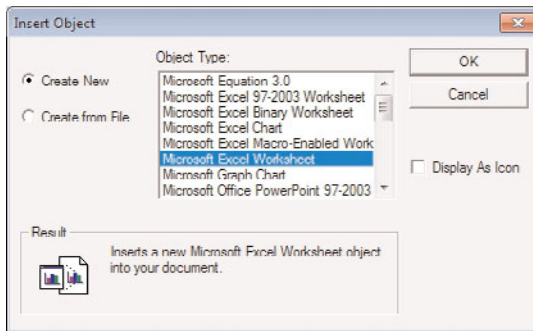 Insert Object
Object Type:
Create New
Create from File
Microsoft Equation 3.0
Microsoft Excel 97-2003 Worksheet
Microsoft Excel Binary Worksheet
Microsoft Excel Chart
Microsoft Excel Macro-Enabled Work
Microsoft Excel Worksheet
Microsoft Graph Chart
Microsoft Office PowerPoint 97-2003
OK
Cancel
Display As Icon
Result
Inserts a new Microsoft Excel Worksheet object
into your document.